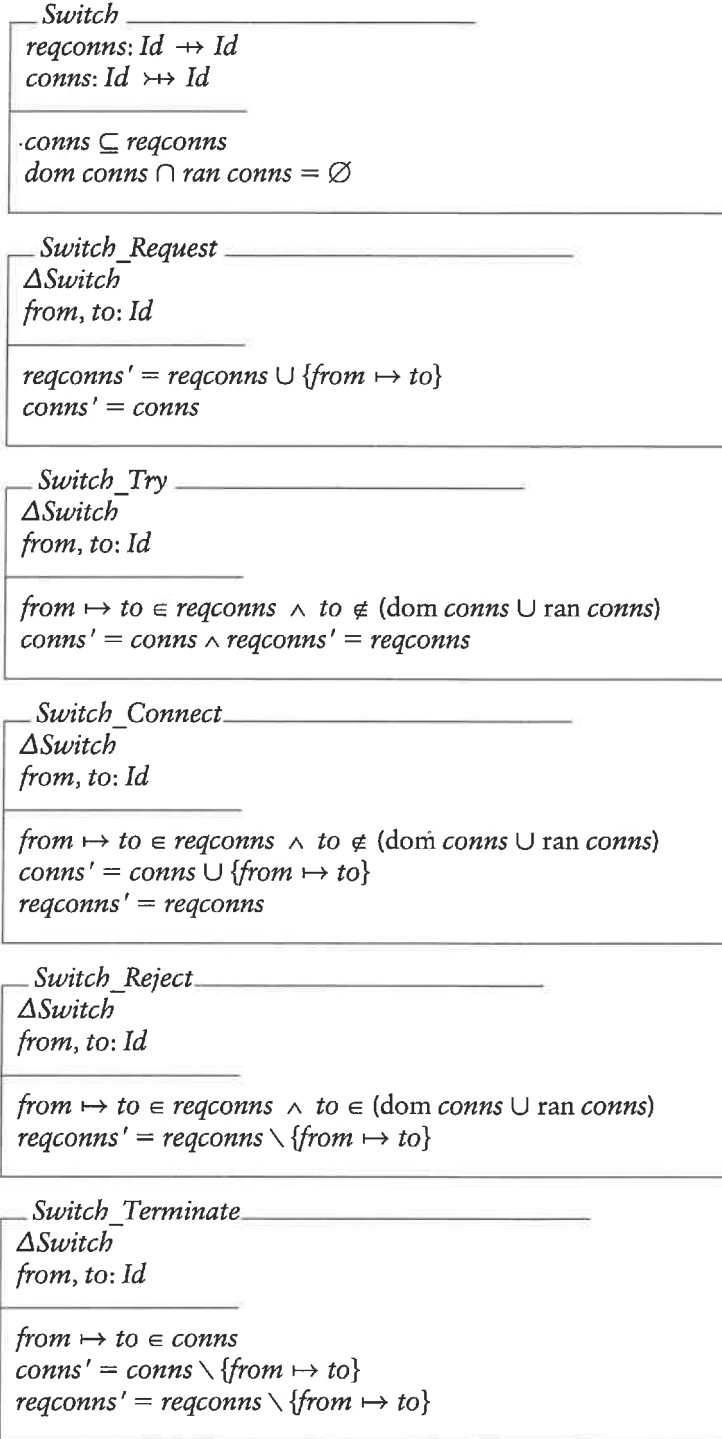 Switch
reqconns: Id ⇸ Id
conns: Id ⤔ Id
·conns ⊆ reqconns
dom conns ∩ ran conns = ∅
Switch_Request
ΔSwitch
from, to: Id
reqconns′ = reqconns ∪ {from ↦ to}
conns′ = conns
Switch_Try
ΔSwitch
from, to: Id
from ↦ to ∈ reqconns ∧ to ∉ (dom conns ∪ ran conns)
conns′ = conns ∧ reqconns′ = reqconns
Switch_Connect
ΔSwitch
from, to: Id
from ↦ to ∈ reqconns ∧ to ∉ (dom conns ∪ ran conns)
conns′ = conns ∪ {from ↦ to}
reqconns′ = reqconns
Switch_Reject
ΔSwitch
from, to: Id
from ↦ to ∈ reqconns ∧ to ∈ (dom conns ∪ ran conns)
reqconns′ = reqconns \ {from ↦ to}
Switch_Terminate
ΔSwitch
from, to: Id
from ↦ to ∈ conns
conns′ = conns \ {from ↦ to}
reqconns′ = reqconns \ {from ↦ to}